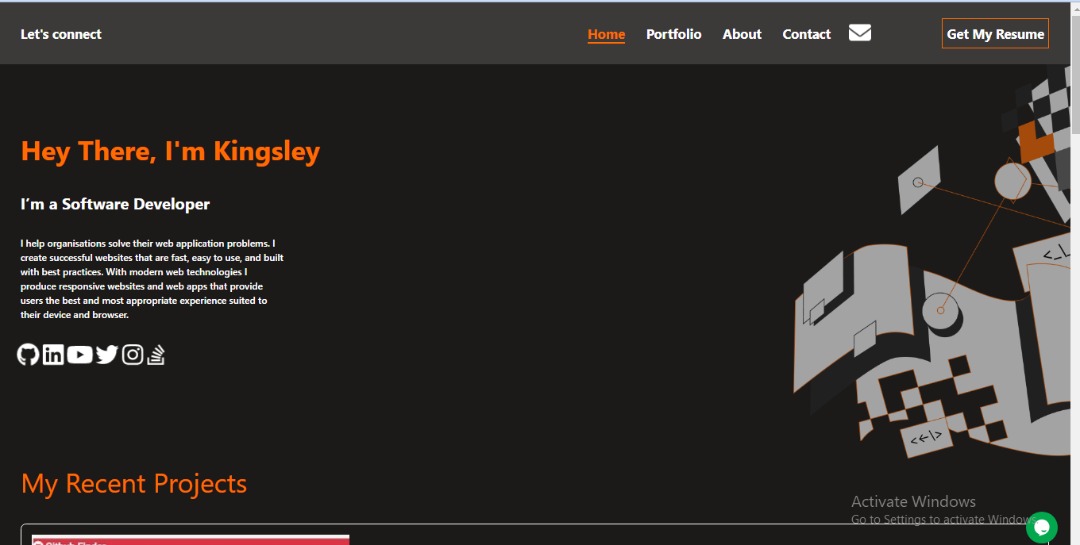 Let's connect
Home Portfolio About Contact Get My Resume
Hey There, I'm Kingsley
I'm a Software Developer
I help organisations solve their web application problems. I
create successful websites that are fast, easy to use, and built
with best practices. With modern web technologies I
produce responsive websites and web apps that provide
users the best and most appropriate experience suited to
their device and browser.
in
<_L
<<-|>
My Recent Projects
Activate Windows
Go to Settings to activate Windows